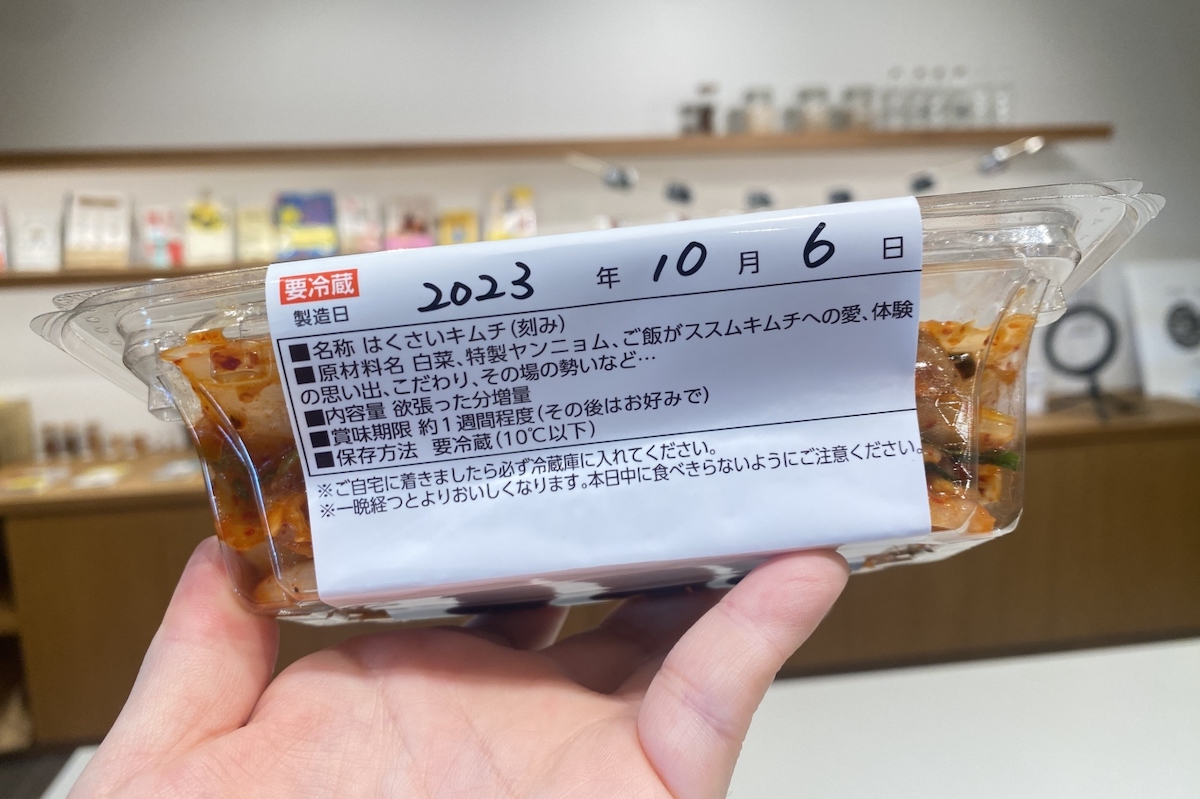 要冷蔵
製造日 2023 年 10 月 6 日
■名称 はくさいキムチ(刻み)
■原材料名 白菜、特製ヤンニョム、ご飯がススムキムチへの愛、体験
の思い出、こだわり、その場の勢いなど…
■内容量 欲張った分増量
■賞味期限 約1週間程度(その後はお好みで)
■保存方法 要冷蔵(10℃以下)
※ご自宅に着きましたら必ず冷蔵庫に入れてください。
※一晩経つとよりおいしくなります。本日中に食べきらないようにご注意ください。